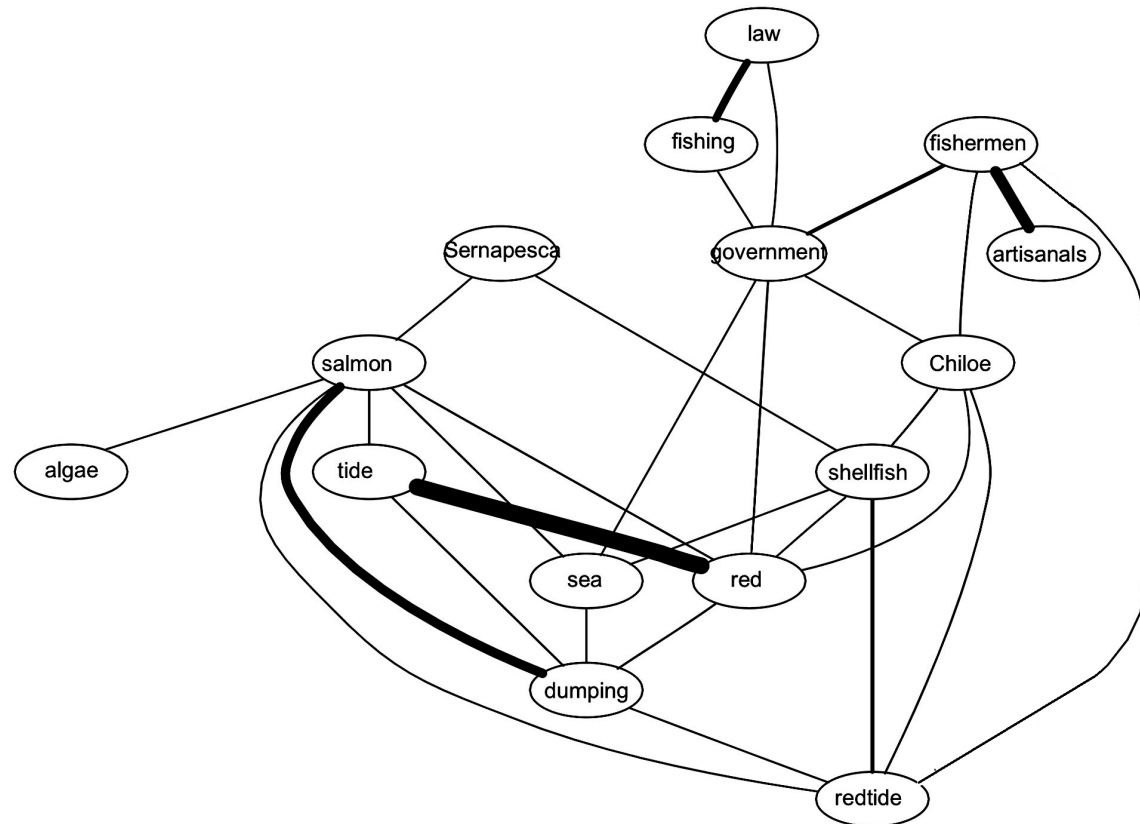 law
fishing
fishermen
Sernapesca
government
artisanals
salmon
Chiloe
algae
tide
shellfish
sea
red
dumping
redtide